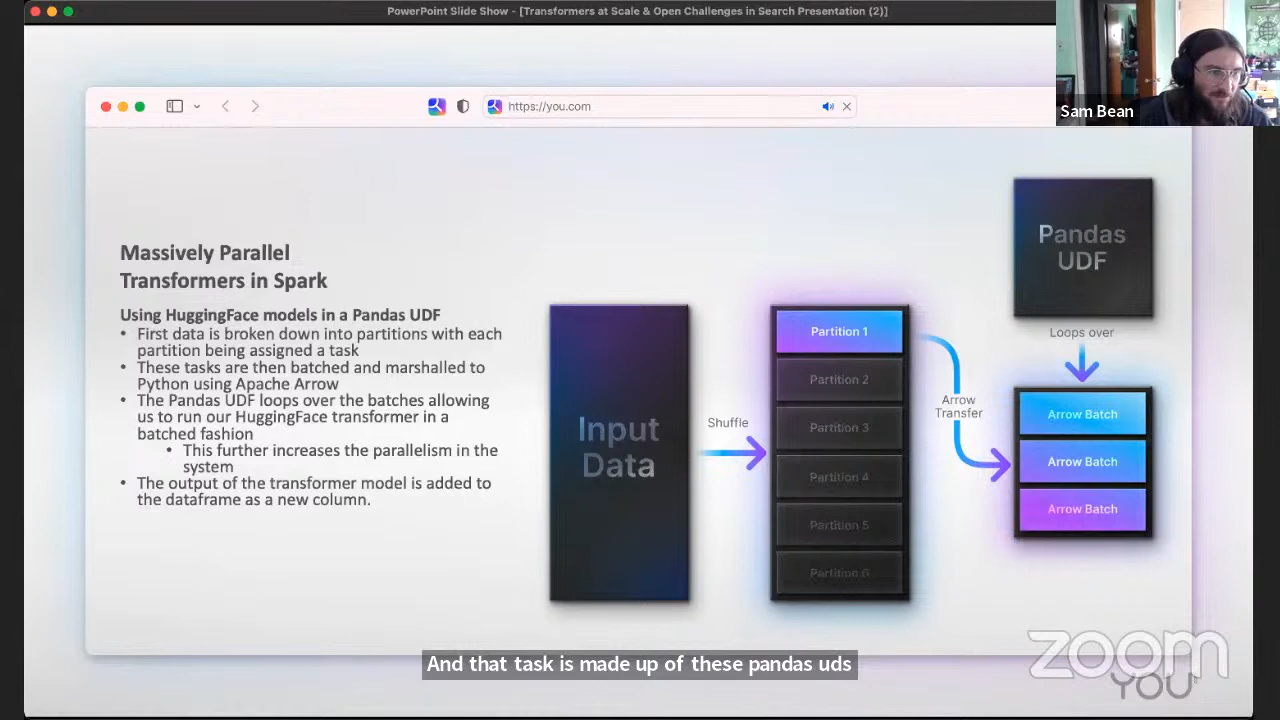 PowerPoint Slide Show - [Transformers at Scale & Open Challenges in Search Presentation (2)]
Sam Bean
https://you.com
Massively Parallel
Transformers in Spark
Using HuggingFace models in a Pandas UDF
• First data is broken down into partitions with each
partition being assigned a task
• These tasks are then batched and marshalled to
Python using Apache Arrow
• The Pandas UDF loops over the batches allowing
us to run our HuggingFace transformer in a
batched fashion
• This further increases the parallelism in the
system
• The output of the transformer model is added to
the dataframe as a new column.
Input
Data
Shuffle
Partition 1
Partition 2
Partition 3
Partition 4
Partition 5
Partition 6
Arrow
Transfer
Pandas
UDF
Loops over
Arrow Batch
Arrow Batch
Arrow Batch
And that task is made up of these pandas uds
zoom
YOU